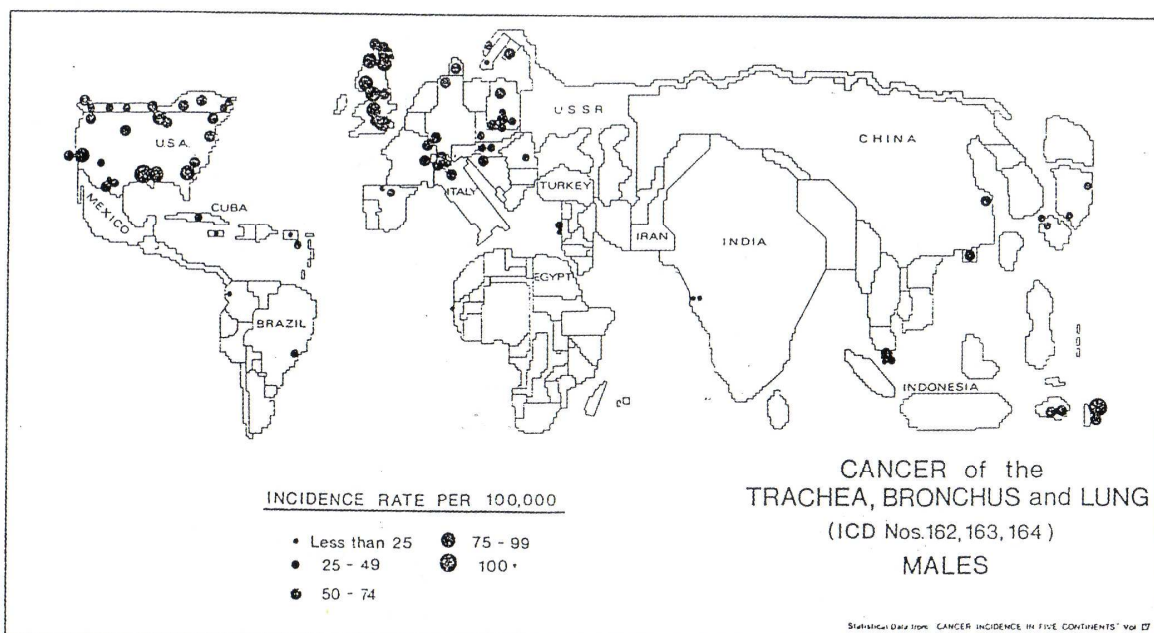 U.S.A.
MEXICO
CUBA
BRAZIL
U S S R
ITALY
TURKEY
EGYPT
IRAN
INDIA
CHINA
INDONESIA
INCIDENCE RATE PER 100,000
Less than 25
25 - 49
50 - 74
75 - 99
100+
CANCER of the
TRACHEA, BRONCHUS and LUNG
(ICD Nos.162,163,164)
MALES
Statistical Data from "CANCER INCIDENCE IN FIVE CONTINENTS" Vol IV